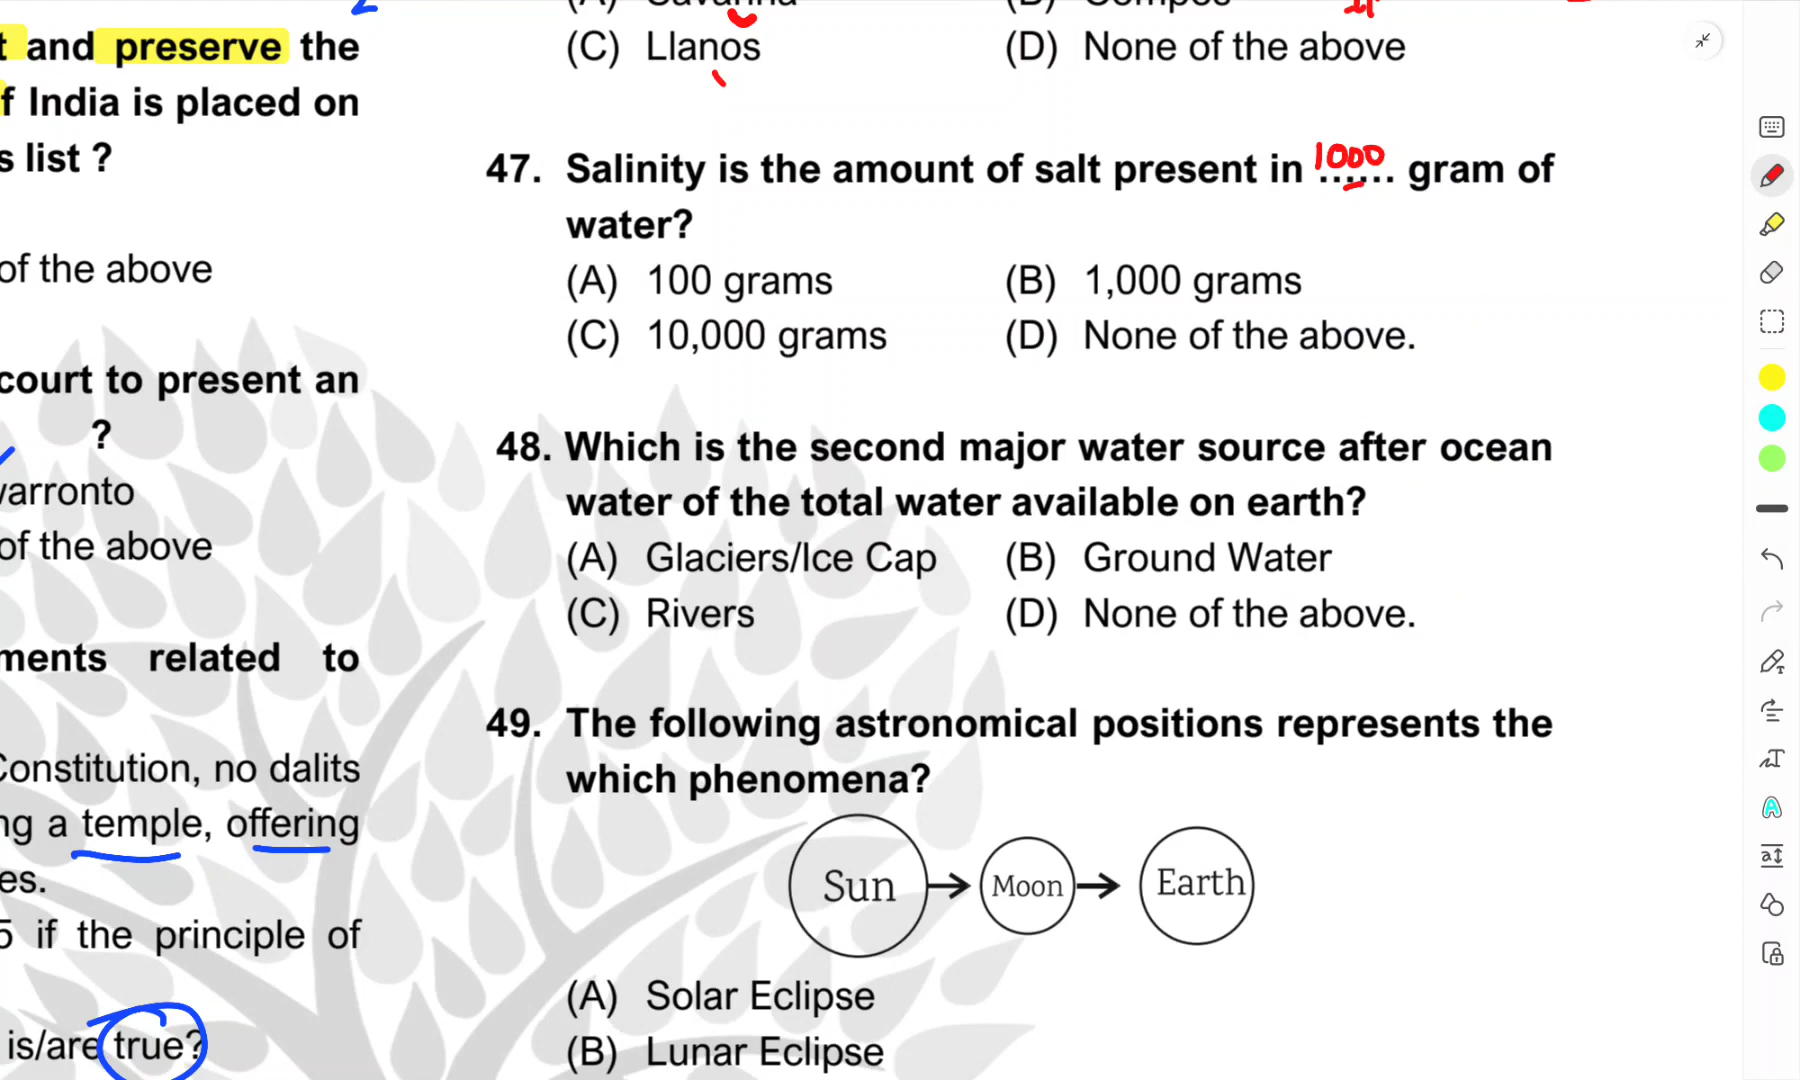 t and preserve the
f India is placed on
s list ?
of the above
court to present an
?
varronto
of the above
ments related to
Constitution, no dalits
ng a temple, offering
es.
5 if the principle of
is/are true?
(C) Llanos (D) None of the above
47. Salinity is the amount of salt present in 1000 ...... gram of
water?
(A) 100 grams (B) 1,000 grams
(C) 10,000 grams (D) None of the above.
48. Which is the second major water source after ocean
water of the total water available on earth?
(A) Glaciers/Ice Cap (B) Ground Water
(C) Rivers (D) None of the above.
49. The following astronomical positions represents the
which phenomena?
Sun Moon Earth
(A) Solar Eclipse
(B) Lunar Eclipse